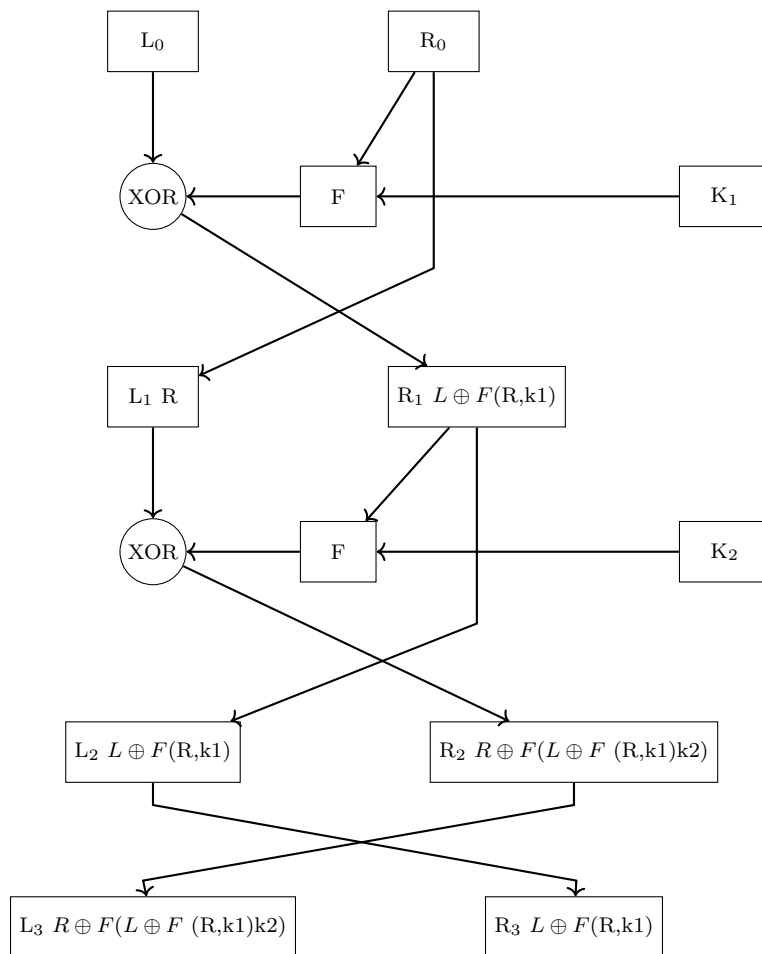 L₀
R₀
XOR
F
K₁
L₁ R
R₁ L ⊕ F(R,k1)
XOR
F
K₂
L₂ L ⊕ F(R,k1)
R₂ R ⊕ F(L ⊕ F (R,k1)k2)
L₃ R ⊕ F(L ⊕ F (R,k1)k2)
R₃ L ⊕ F(R,k1)